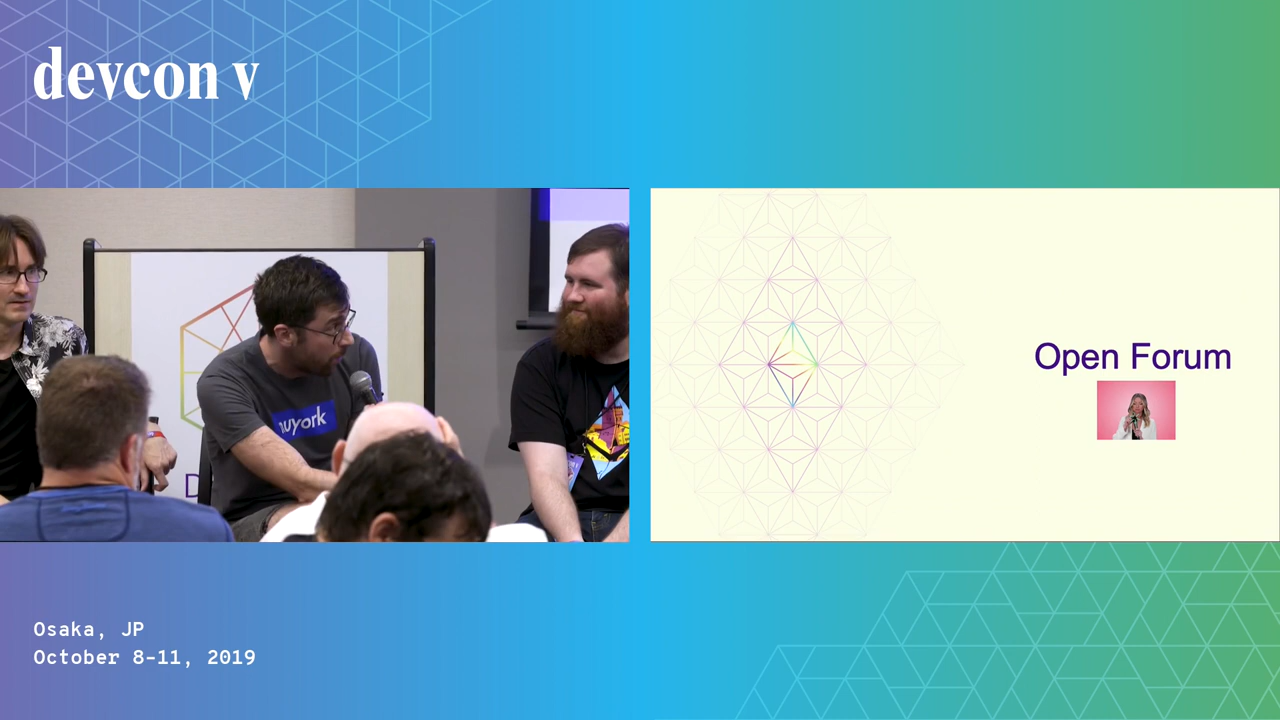 devcon v
Open Forum
Osaka, JP
October 8-11, 2019